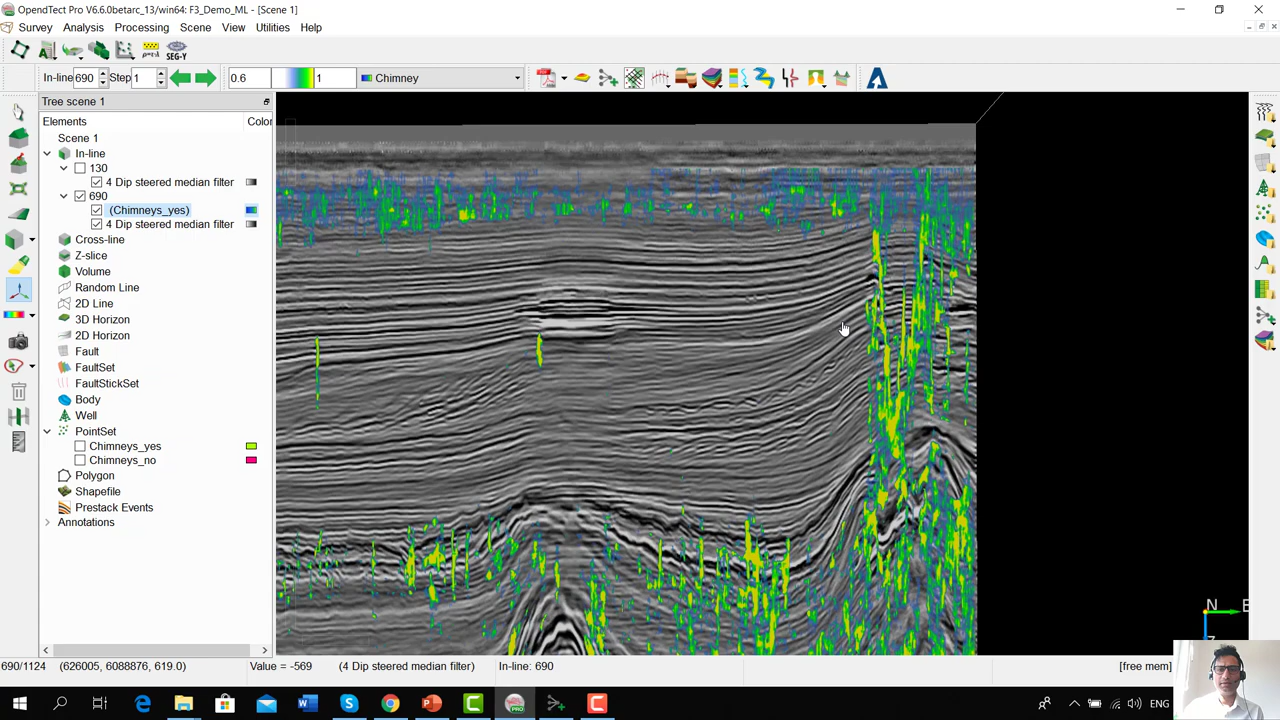 OpendTect Pro V6.6.0betarc_13/win64: F3_Demo_ML - [Scene 1]
Survey Analysis Processing Scene View Utilities Help
SEG-Y
In-line 690 Step 1 0.6 1 Chimney
Tree scene 1
Elements Color
Scene 1
In-line
130
4 Dip steered median filter
690
(Chimneys_yes)
4 Dip steered median filter
Cross-line
Z-slice
Volume
Random Line
2D Line
3D Horizon
2D Horizon
Fault
FaultSet
FaultStickSet
Body
Well
PointSet
Chimneys_yes
Chimneys_no
Polygon
Shapefile
Prestack Events
Annotations
N E
Z
690/1124 (626005, 6088876, 619.0) Value = -569 (4 Dip steered median filter) In-line: 690 [free mem]
ENG